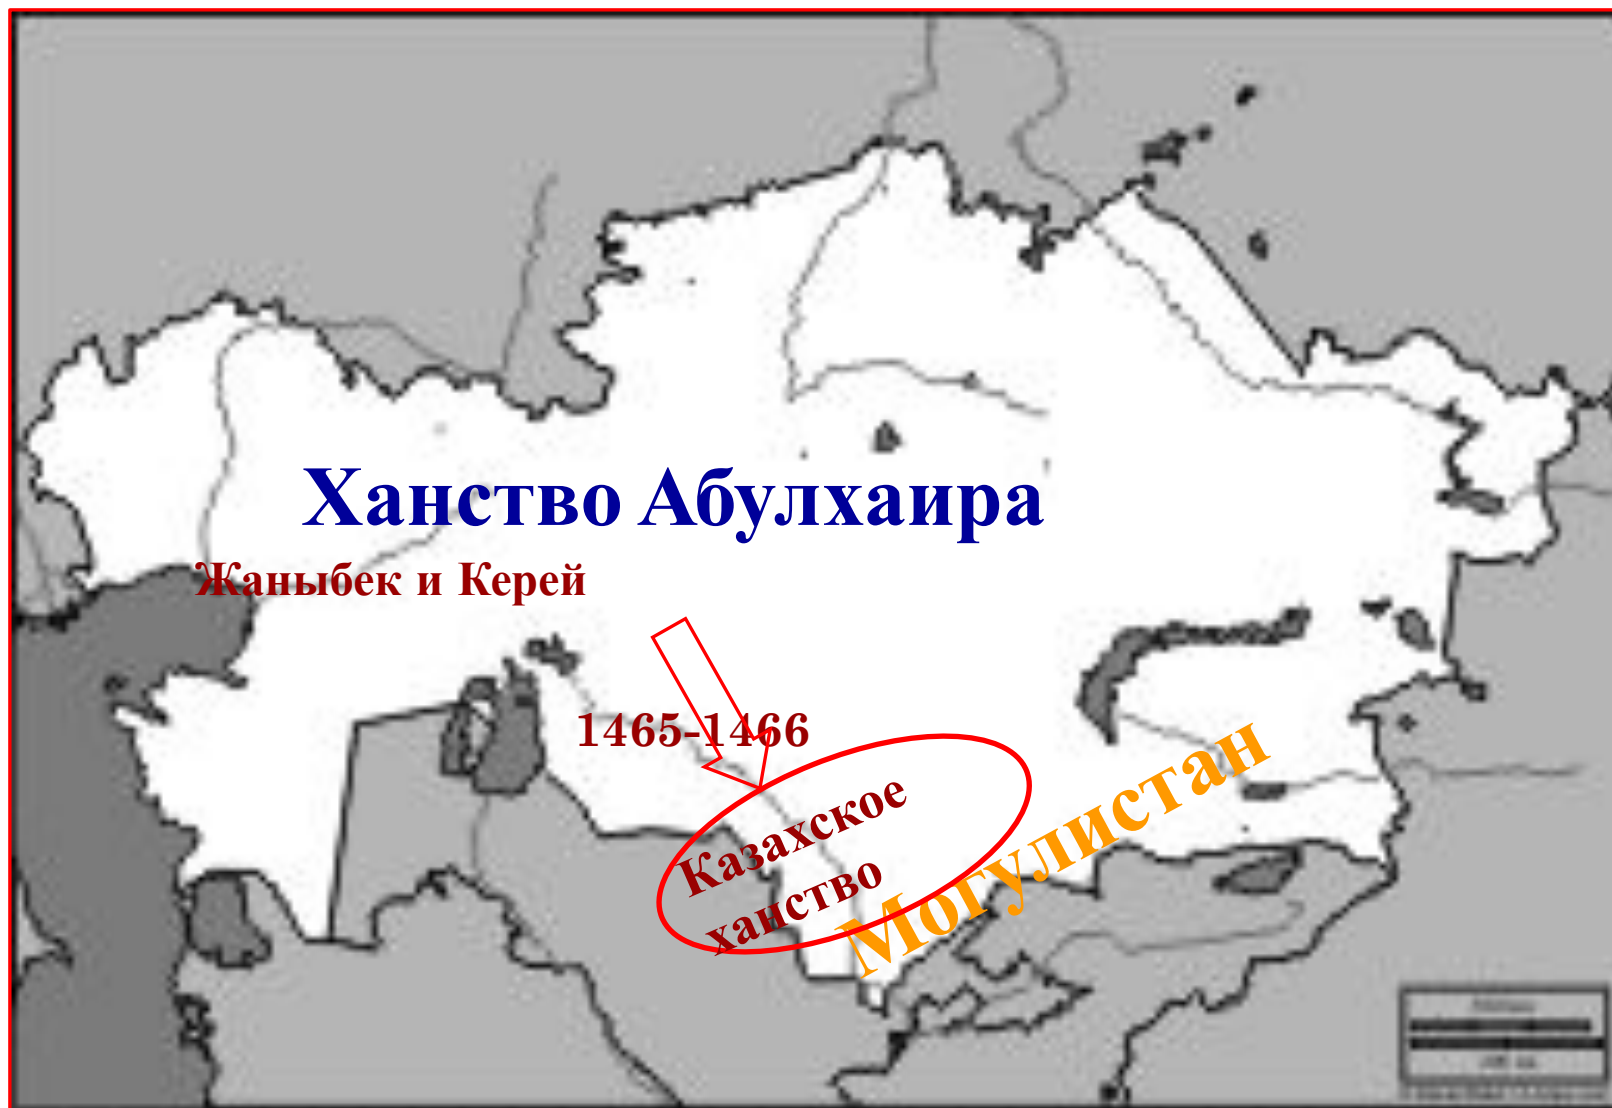 Ханство Абулхаира
Жаныбек и Керей
1465-1466
Казахское
ханство
Могулистан